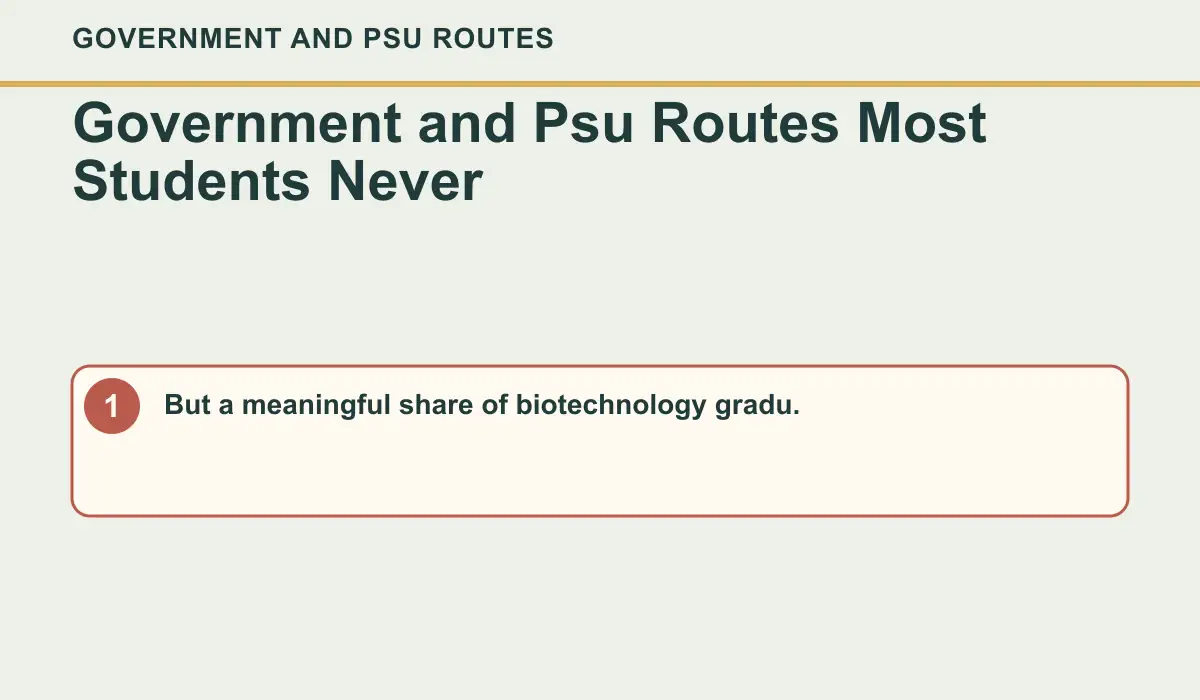 GOVERNMENT AND PSU ROUTES
Government and Psu Routes Most
Students Never
1
But a meaningful share of biotechnology gradu.